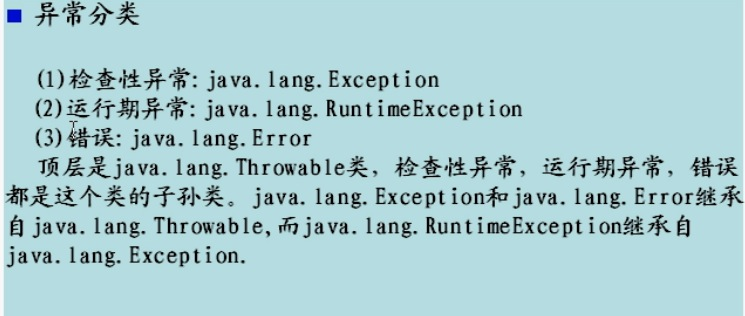 异常分类
(1)检查性异常: java.lang.Exception
(2)运行期异常: java.lang.RuntimeException
(3)错误: java.lang.Error
顶层是java.lang.Throwable类，检查性异常，运行期异常，错误
都是这个类的子孙类。java.lang.Exception和java.lang.Error继承
自java.lang.Throwable,而java.lang.RuntimeException继承自
java.lang.Exception.